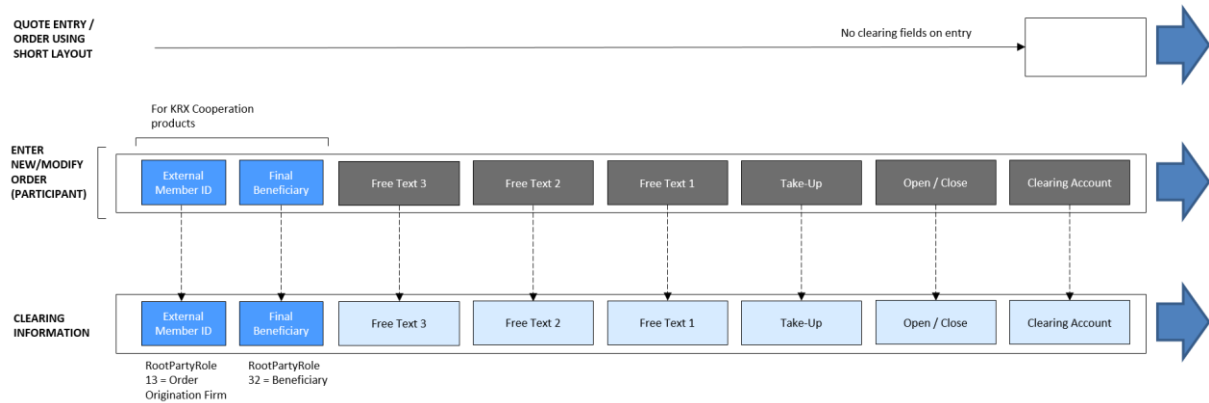 QUOTE ENTRY /
ORDER USING
SHORT LAYOUT
No clearing fields on entry
For KRX Cooperation
products
ENTER
NEW/MODIFY
ORDER
(PARTICIPANT)
External
Member ID
Final
Beneficiary
Free Text 3
Free Text 2
Free Text 1
Take-Up
Open / Close
Clearing Account
CLEARING
INFORMATION
External
Member ID
Final
Beneficiary
Free Text 3
Free Text 2
Free Text 1
Take-Up
Open / Close
Clearing Account
RootPartyRole
13 = Order
Origination Firm
RootPartyRole
32 = Beneficiary